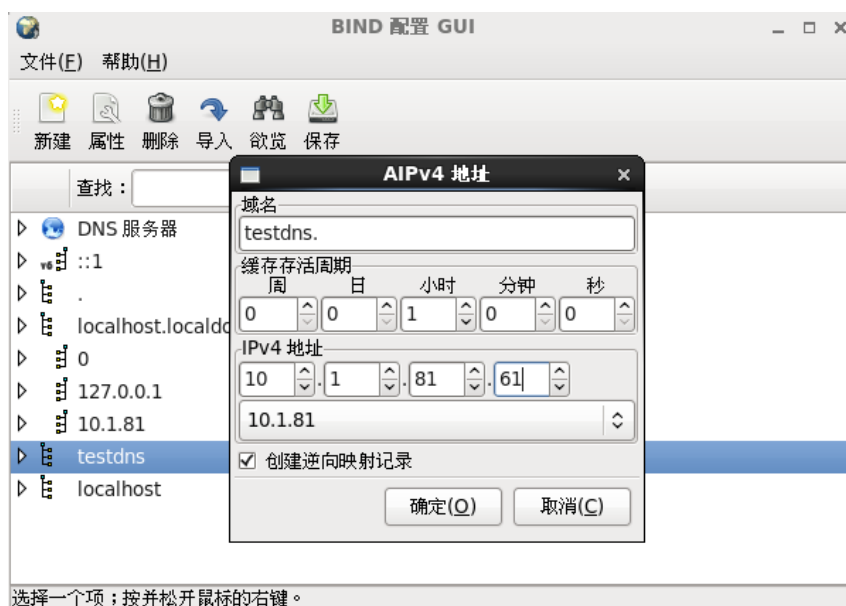 BIND 配置 GUI
文件(F) 帮助(H)
新建 属性 删除 导入 欲览 保存
查找：
DNS 服务器
v6 ::1
.
localhost.localdo
0
127.0.0.1
10.1.81
testdns
localhost
AIPv4 地址
域名
testdns.
缓存存活周期
周 日 小时 分钟 秒
0 0 1 0 0
IPv4 地址
10 . 1 . 81 . 61
10.1.81
创建逆向映射记录
确定(O) 取消(C)
选择一个项；按并松开鼠标的右键。